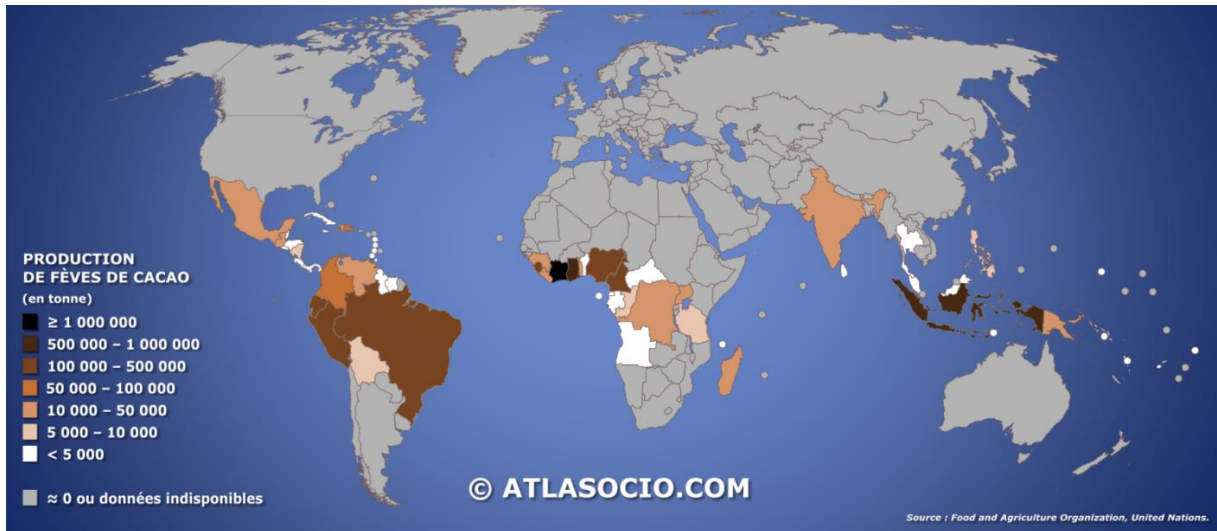 PRODUCTION
DE FÈVES DE CACAO
(en tonne)
≥ 1 000 000
500 000 – 1 000 000
100 000 – 500 000
50 000 – 100 000
10 000 – 50 000
5 000 – 10 000
< 5 000
≈ 0 ou données indisponibles
© ATLASOCIO.COM
Source : Food and Agriculture Organization, United Nations.